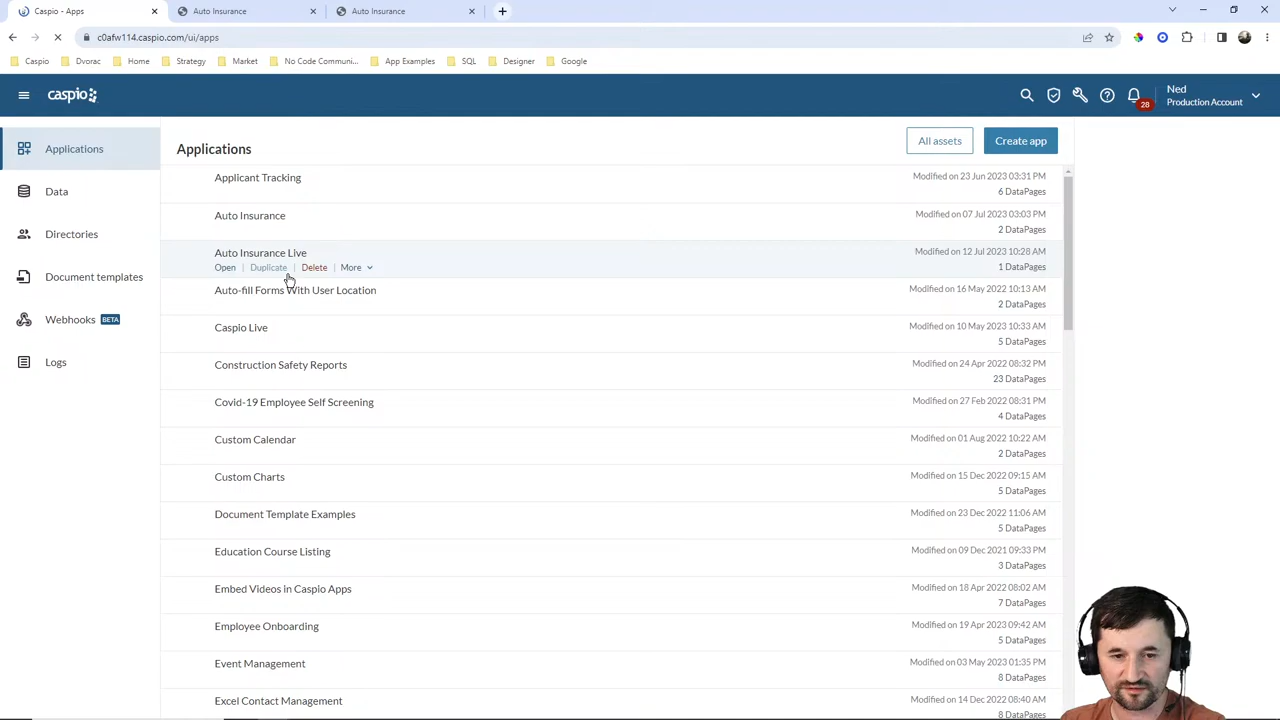 Caspio - Apps
Auto Insurance
Auto Insurance
c0afw114.caspio.com/ui/apps
Caspio
Dvorac
Home
Strategy
Market
No Code Communi...
App Examples
SQL
Designer
Google
caspio
28
Ned
Production Account
Applications
Data
Directories
Document templates
Webhooks BETA
Logs
Applications
All assets
Create app
Applicant Tracking
Modified on 23 Jun 2023 03:31 PM
6 DataPages
Auto Insurance
Modified on 07 Jul 2023 03:03 PM
2 DataPages
Auto Insurance Live
Open | Duplicate | Delete | More
Modified on 12 Jul 2023 10:28 AM
1 DataPages
Auto-fill Forms With User Location
Modified on 16 May 2022 10:13 AM
2 DataPages
Caspio Live
Modified on 10 May 2023 10:33 AM
5 DataPages
Construction Safety Reports
Modified on 24 Apr 2022 08:32 PM
23 DataPages
Covid-19 Employee Self Screening
Modified on 27 Feb 2022 08:31 PM
4 DataPages
Custom Calendar
Modified on 01 Aug 2022 10:22 AM
2 DataPages
Custom Charts
Modified on 15 Dec 2022 09:15 AM
5 DataPages
Document Template Examples
Modified on 23 Dec 2022 11:06 AM
5 DataPages
Education Course Listing
Modified on 09 Dec 2021 09:33 PM
3 DataPages
Embed Videos in Caspio Apps
Modified on 18 Apr 2022 08:02 AM
7 DataPages
Employee Onboarding
Modified on 19 Apr 2023 09:42 AM
5 DataPages
Event Management
Modified on 03 May 2023 01:35 PM
8 DataPages
Excel Contact Management
Modified on 14 Dec 2022 08:40 AM
8 DataPages